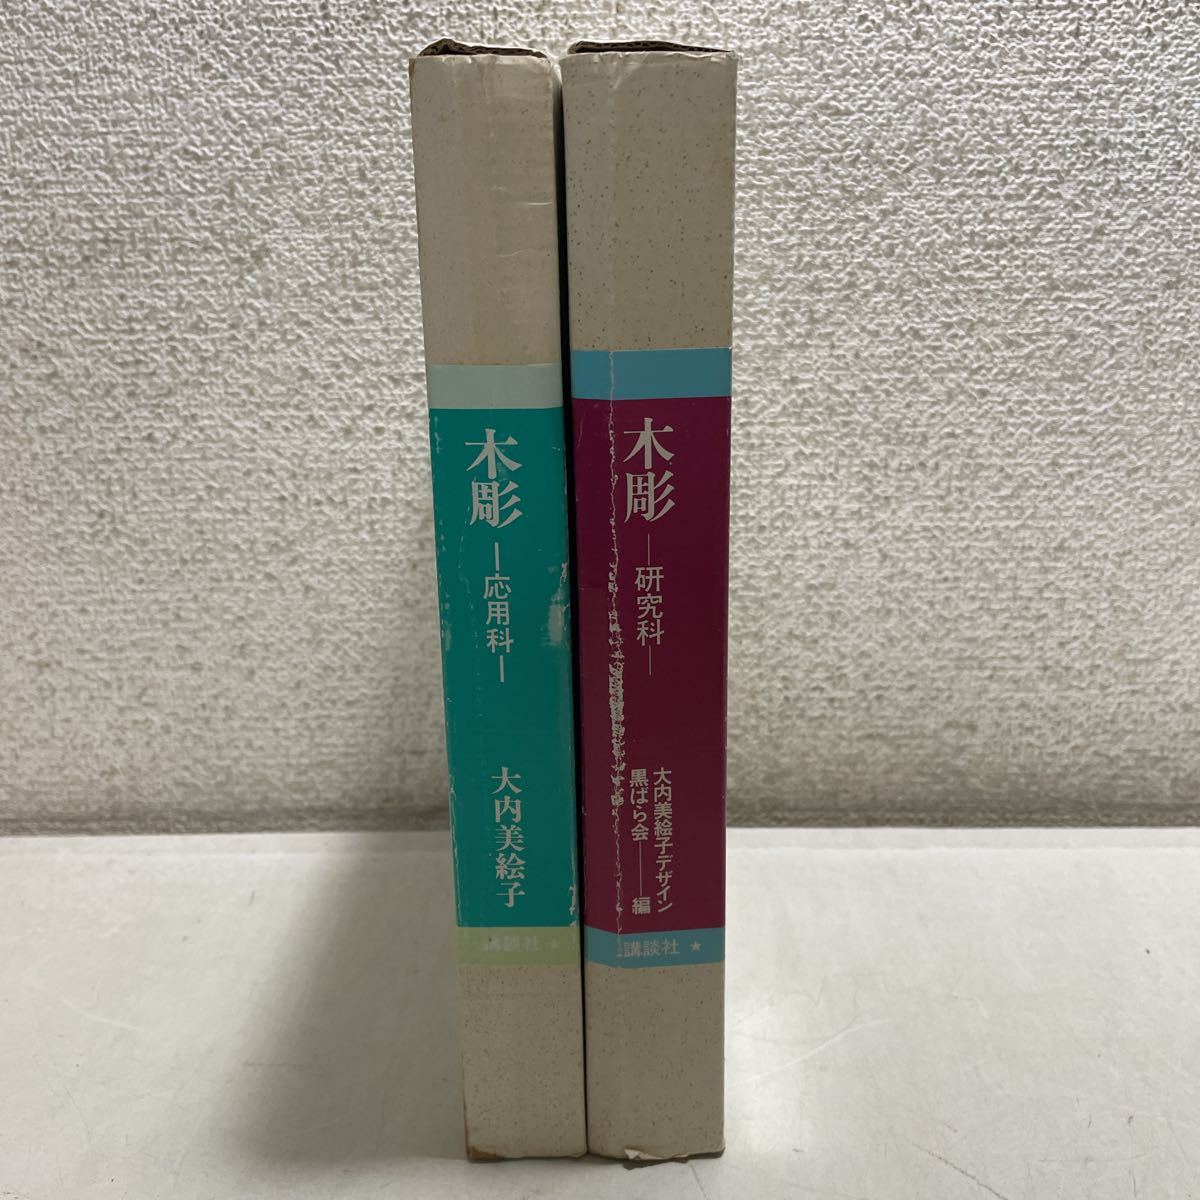 木彫
―応用科―
大内美絵子
講談社 ★
木彫
―研究科―
大内美絵子デザイン
黒ばら会――編
講談社 ★